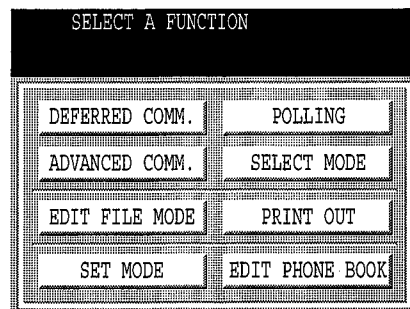 SELECT A FUNCTION
DEFERRED COMM. POLLING
ADVANCED COMM. SELECT MODE
EDIT FILE MODE PRINT OUT
SET MODE EDIT PHONE BOOK